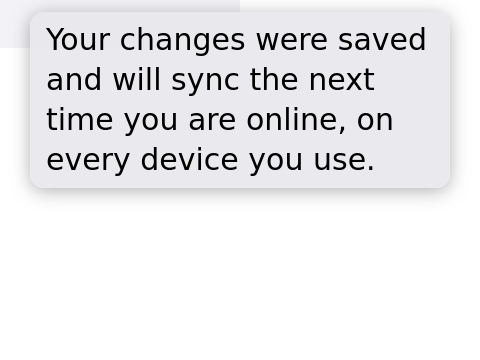 Your changes were saved
and will sync the next
time you are online, on
every device you use.